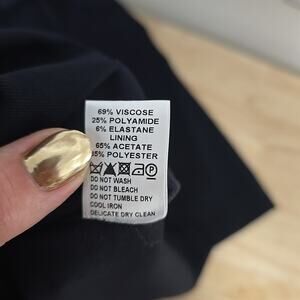 69% VISCOSE
25% POLYAMIDE
6% ELASTANE
LINING
65% ACETATE
35% POLYESTER
DO NOT WASH
DO NOT BLEACH
DO NOT TUMBLE DRY
COOL IRON
DELICATE DRY CLEAN